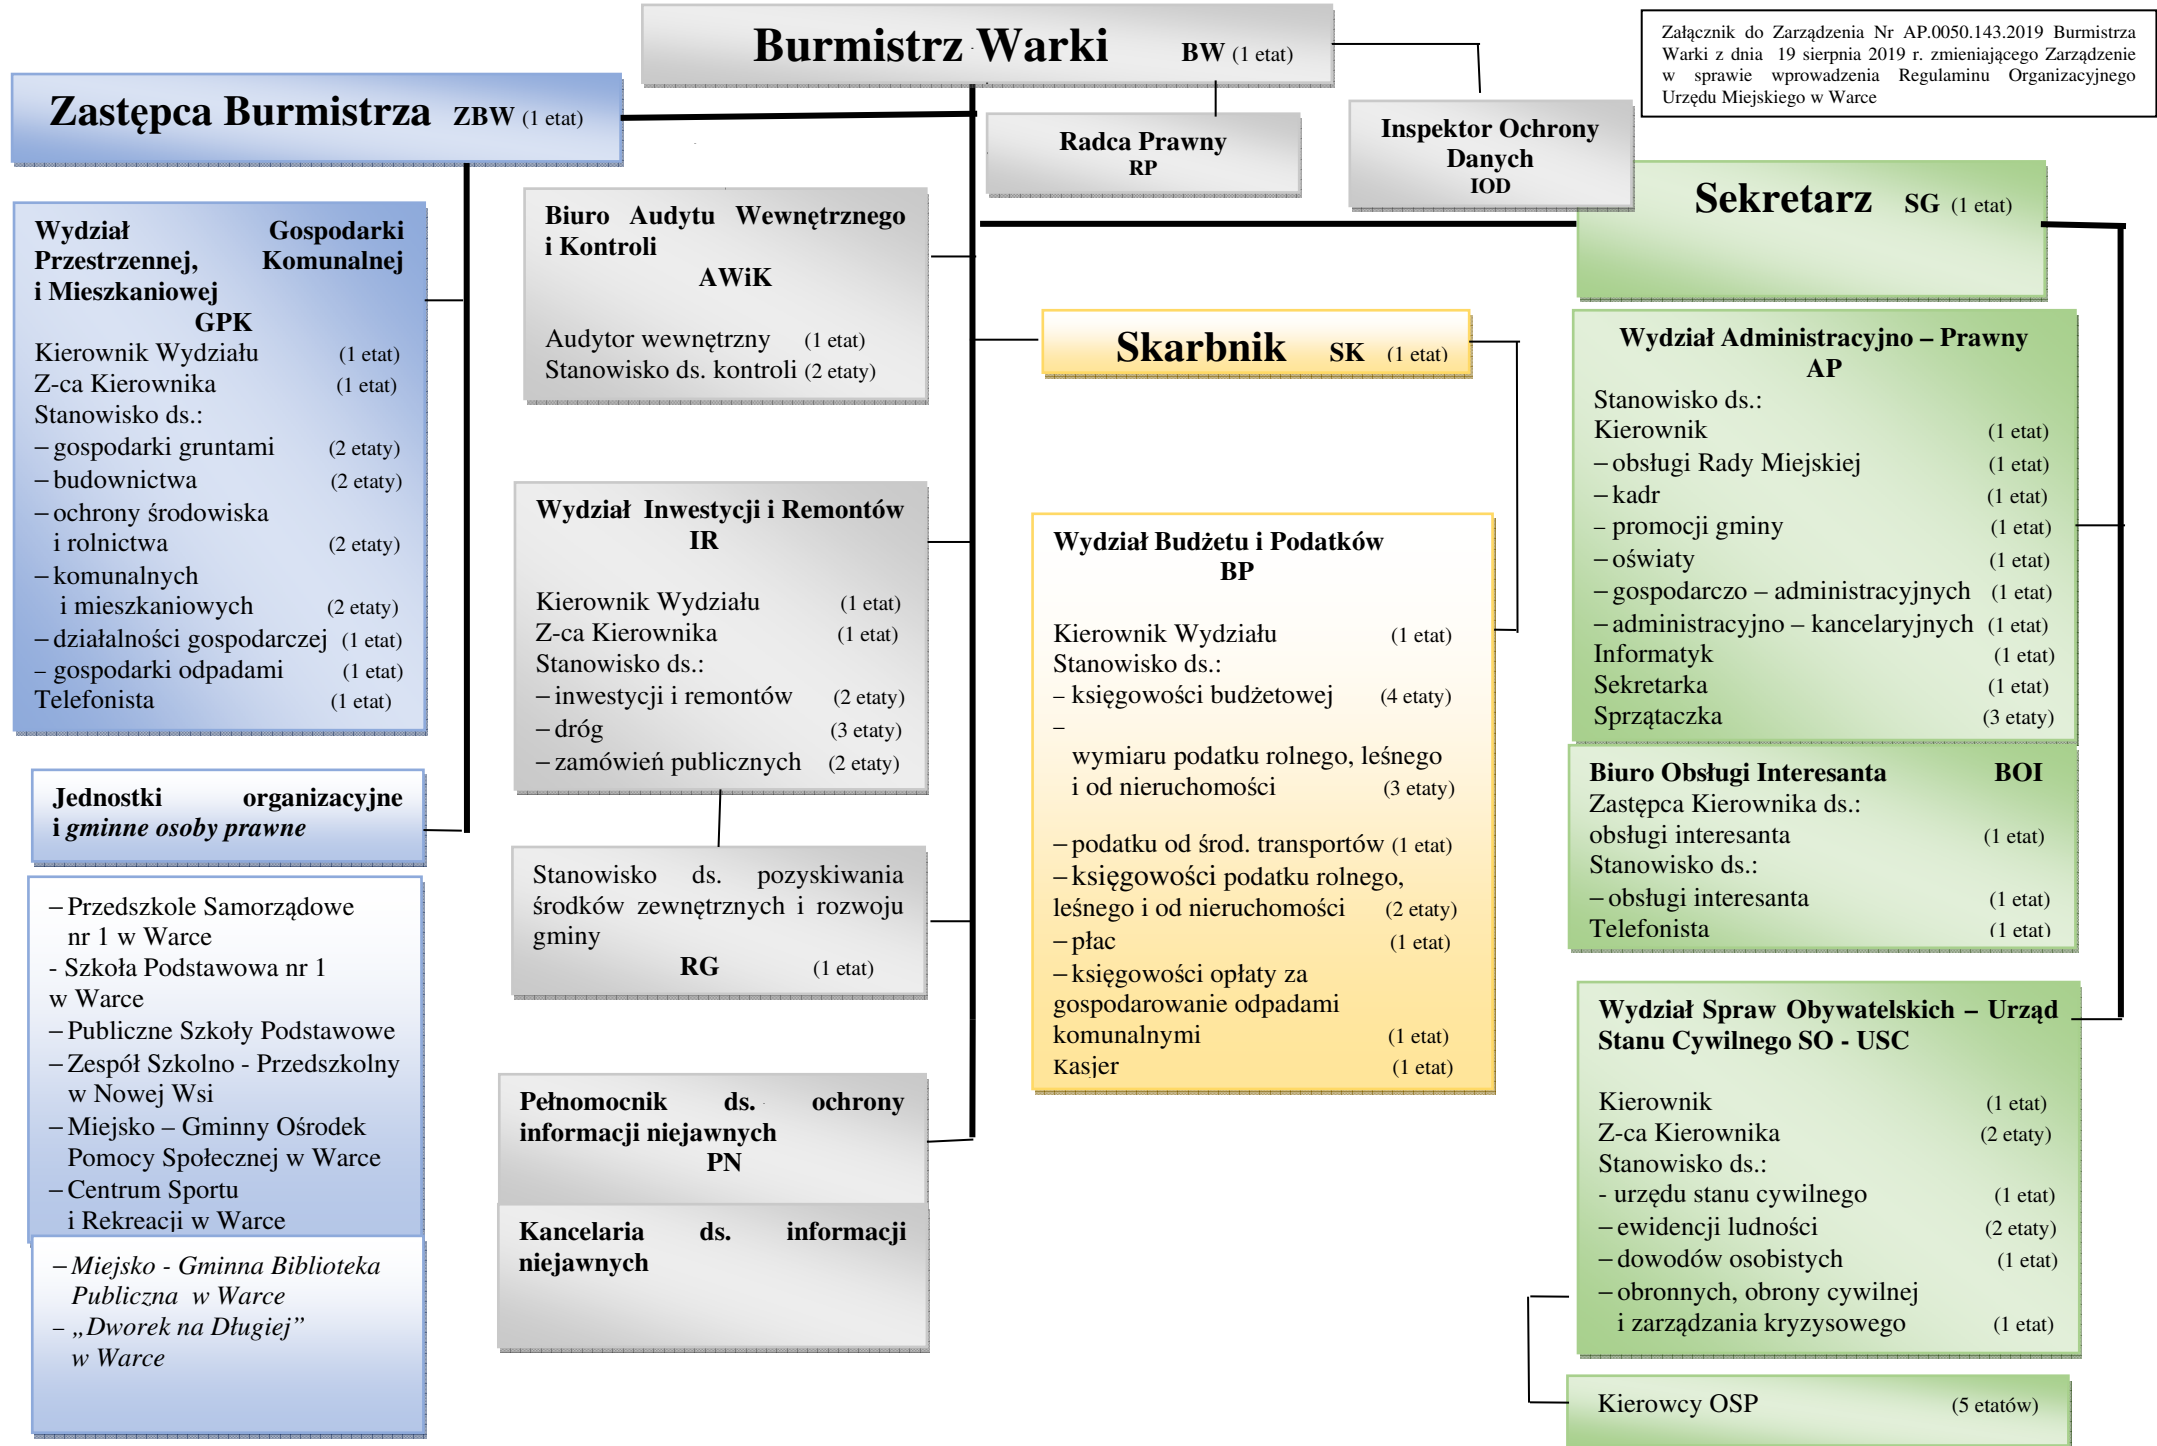 Burmistrz Warki BW (1 etat)
Załącznik do Zarządzenia Nr AP.0050.143.2019 Burmistrza
Warki z dnia 19 sierpnia 2019 r. zmieniającego Zarządzenie
w sprawie wprowadzenia Regulaminu Organizacyjnego
Urzędu Miejskiego w Warce
Zastępca Burmistrza ZBW (1 etat)
Radca Prawny
RP
Inspektor Ochrony
Danych
IOD
Sekretarz SG (1 etat)
Wydział Gospodarki
Przestrzennej, Komunalnej
i Mieszkaniowej
GPK
Kierownik Wydziału (1 etat)
Z-ca Kierownika (1 etat)
Stanowisko ds.:
– gospodarki gruntami (2 etaty)
– budownictwa (2 etaty)
– ochrony środowiska
i rolnictwa (2 etaty)
– komunalnych
i mieszkaniowych (2 etaty)
– działalności gospodarczej (1 etat)
– gospodarki odpadami (1 etat)
Telefonista (1 etat)
Jednostki organizacyjne
i gminne osoby prawne
– Przedszkole Samorządowe
nr 1 w Warce
- Szkoła Podstawowa nr 1
w Warce
– Publiczne Szkoły Podstawowe
– Zespół Szkolno - Przedszkolny
w Nowej Wsi
– Miejsko – Gminny Ośrodek
Pomocy Społecznej w Warce
– Centrum Sportu
i Rekreacji w Warce
– Miejsko - Gminna Biblioteka
Publiczna w Warce
– „Dworek na Długiej”
w Warce
Biuro Audytu Wewnętrznego
i Kontroli
AWiK
Audytor wewnętrzny (1 etat)
Stanowisko ds. kontroli (2 etaty)
Wydział Inwestycji i Remontów
IR
Kierownik Wydziału (1 etat)
Z-ca Kierownika (1 etat)
Stanowisko ds.:
– inwestycji i remontów (2 etaty)
– dróg (3 etaty)
– zamówień publicznych (2 etaty)
Stanowisko ds. pozyskiwania
środków zewnętrznych i rozwoju
gminy
RG (1 etat)
Pełnomocnik ds. ochrony
informacji niejawnych
PN
Kancelaria ds. informacji
niejawnych
Skarbnik SK (1 etat)
Wydział Budżetu i Podatków
BP
Kierownik Wydziału (1 etat)
Stanowisko ds.:
– księgowości budżetowej (4 etaty)
–
wymiaru podatku rolnego, leśnego
i od nieruchomości (3 etaty)
– podatku od środ. transportów (1 etat)
– księgowości podatku rolnego,
leśnego i od nieruchomości (2 etaty)
– płac (1 etat)
– księgowości opłaty za
gospodarowanie odpadami
komunalnymi (1 etat)
Kasjer (1 etat)
Wydział Administracyjno – Prawny
AP
Stanowisko ds.:
Kierownik (1 etat)
– obsługi Rady Miejskiej (1 etat)
– kadr (1 etat)
– promocji gminy (1 etat)
– oświaty (1 etat)
– gospodarczo – administracyjnych (1 etat)
– administracyjno – kancelaryjnych (1 etat)
Informatyk (1 etat)
Sekretarka (1 etat)
Sprzątaczka (3 etaty)
Biuro Obsługi Interesanta BOI
Zastępca Kierownika ds.:
obsługi interesanta (1 etat)
Stanowisko ds.:
– obsługi interesanta (1 etat)
Telefonista (1 etat)
Wydział Spraw Obywatelskich – Urząd
Stanu Cywilnego SO - USC
Kierownik (1 etat)
Z-ca Kierownika (2 etaty)
Stanowisko ds.:
- urzędu stanu cywilnego (1 etat)
– ewidencji ludności (2 etaty)
– dowodów osobistych (1 etat)
– obronnych, obrony cywilnej
i zarządzania kryzysowego (1 etat)
Kierowcy OSP (5 etatów)